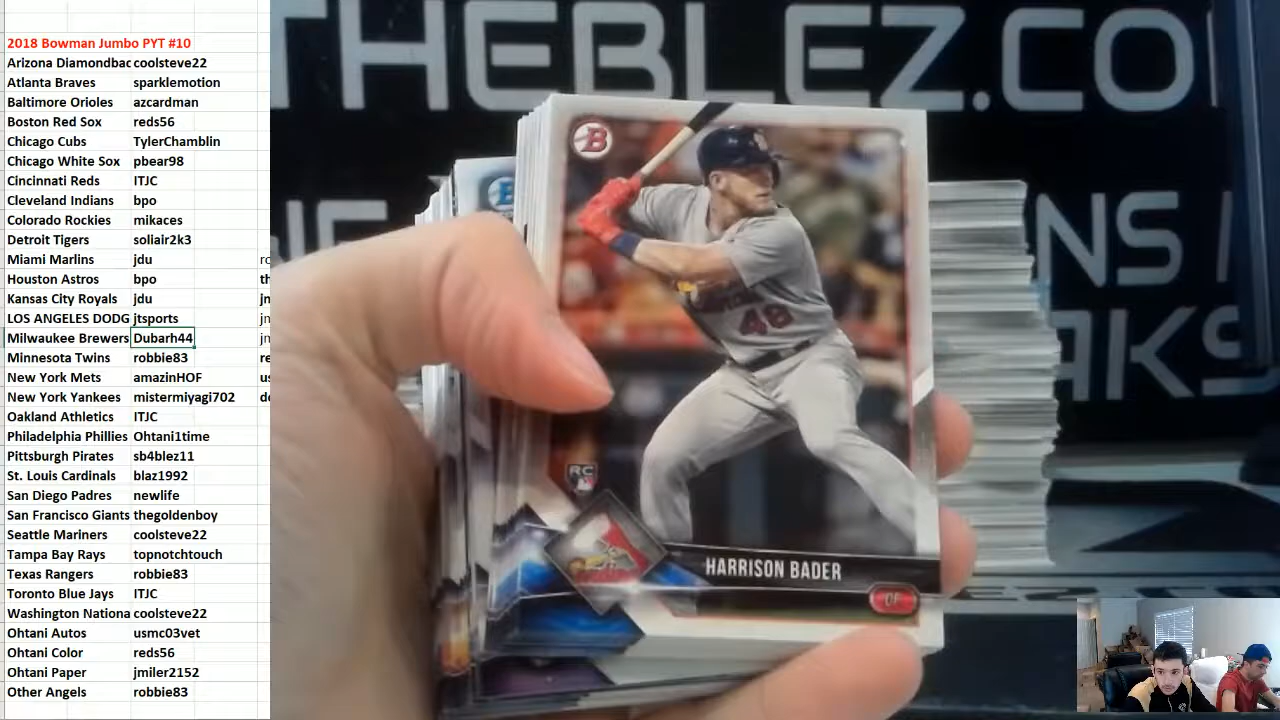 2018 Bowman Jumbo PYT #10
Arizona Diamondbac coolsteve22
Atlanta Braves sparklemotion
Baltimore Orioles azcardman
Boston Red Sox reds56
Chicago Cubs TylerChamblin
Chicago White Sox pbear98
Cincinnati Reds ITJC
Cleveland Indians bpo
Colorado Rockies mikaces
Detroit Tigers sollair2k3
Miami Marlins jdu
Houston Astros bpo
Kansas City Royals jdu
LOS ANGELES DODG jtsports
Milwaukee Brewers Dubarh44
Minnesota Twins robbie83
New York Mets amazinHOF
New York Yankees mistermiyagi702
Oakland Athletics ITJC
Philadelphia Phillies Ohtani1time
Pittsburgh Pirates sb4blez11
St. Louis Cardinals blaz1992
San Diego Padres newlife
San Francisco Giants thegoldenboy
Seattle Mariners coolsteve22
Tampa Bay Rays topnotchtouch
Texas Rangers robbie83
Toronto Blue Jays ITJC
Washington Nationa coolsteve22
Ohtani Autos usmc03vet
Ohtani Color reds56
Ohtani Paper jmiler2152
Other Angels robbie83
THEBLEZ.CO
B
48
RC
HARRISON BADER
OF